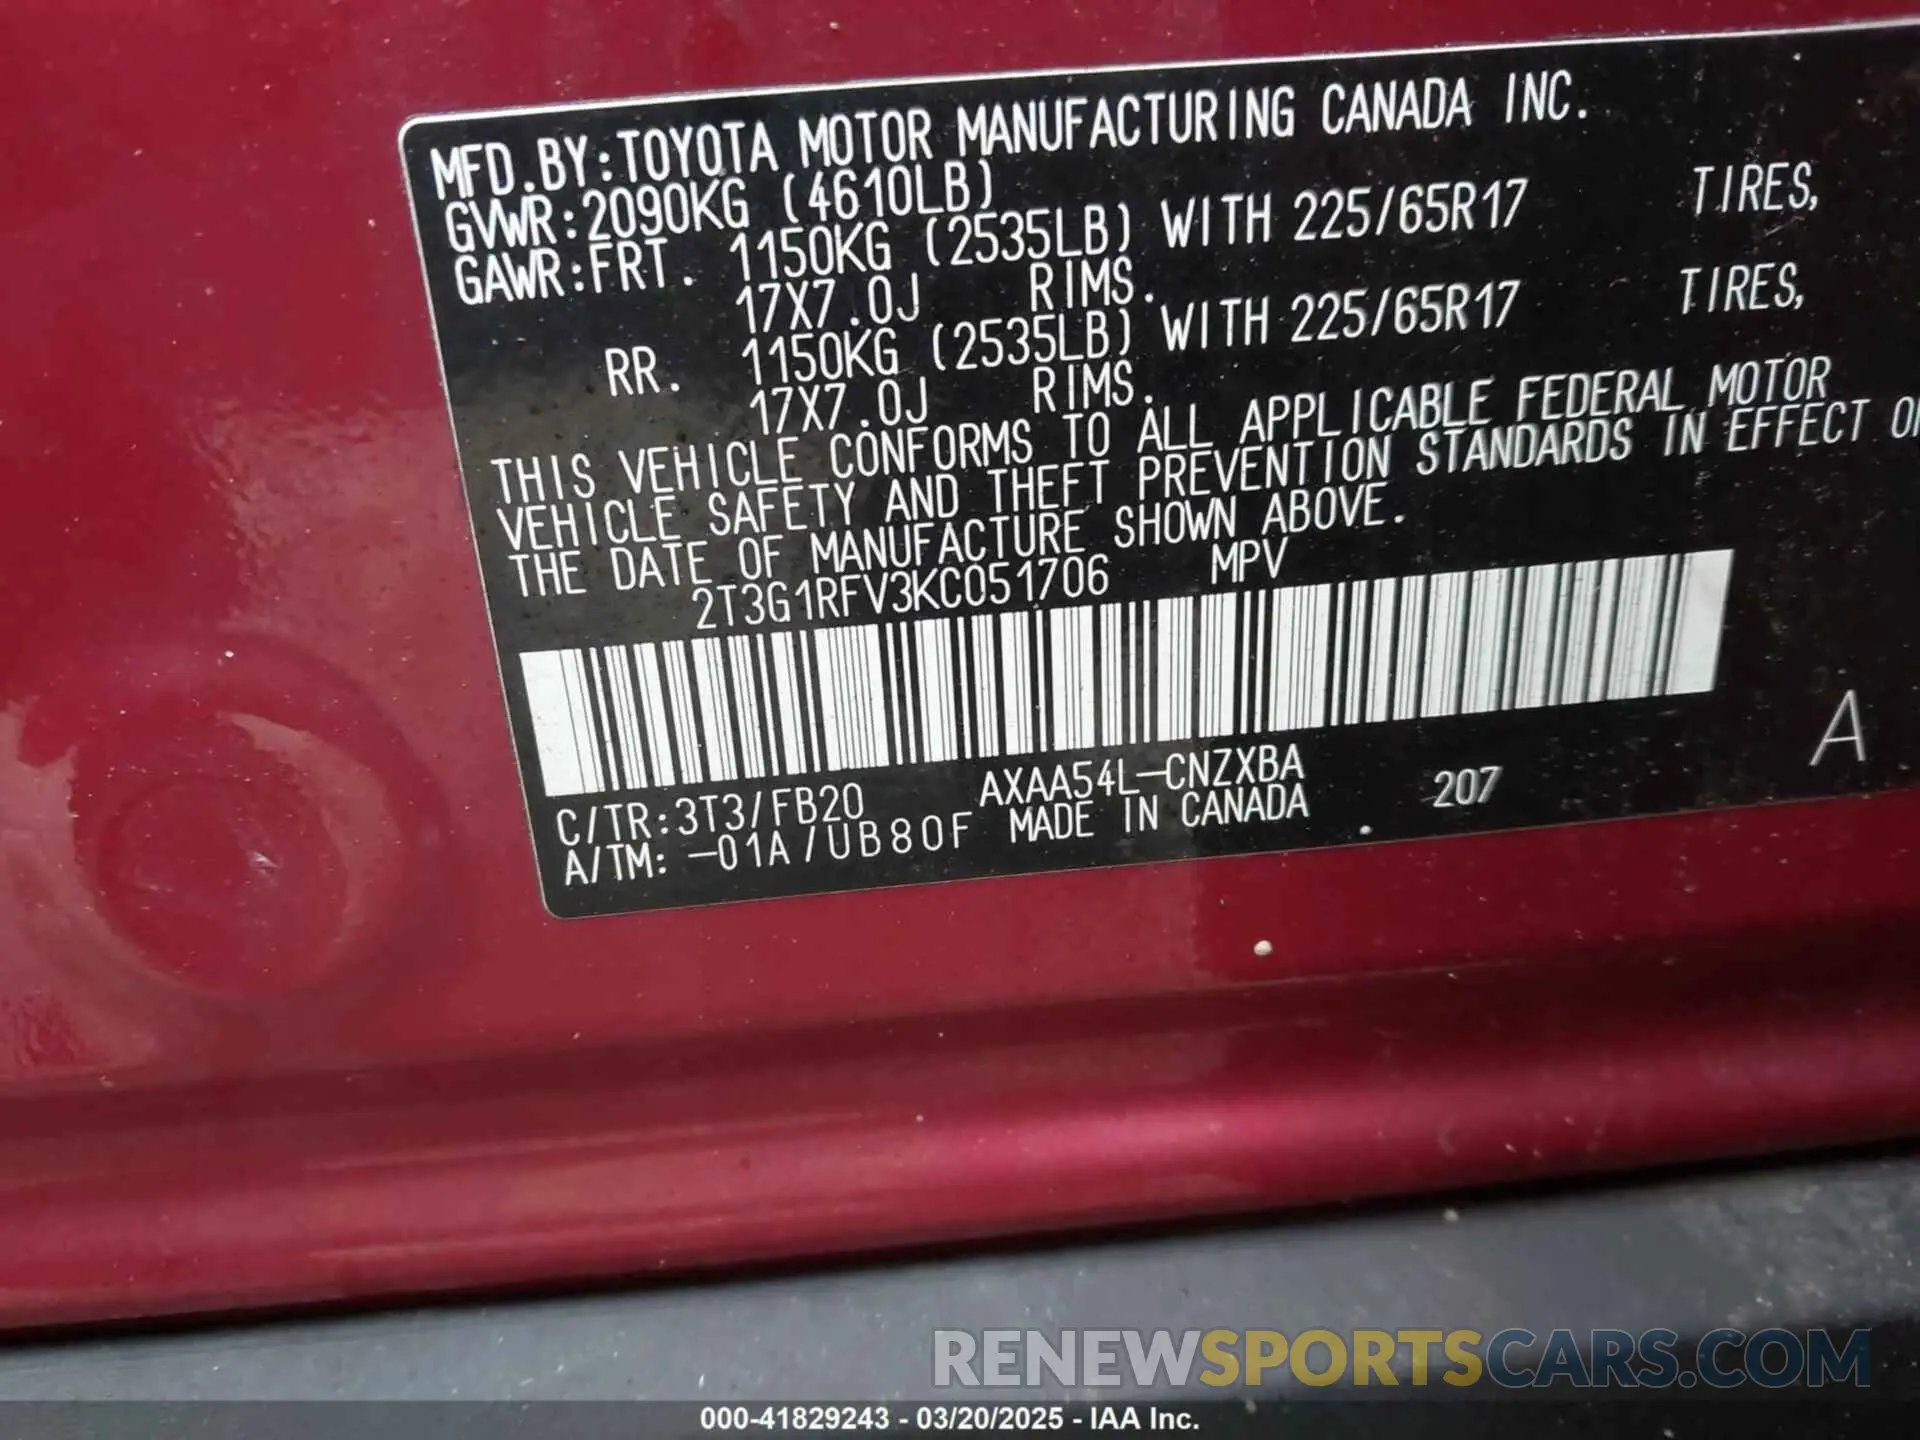 MFD.BY:TOYOTA MOTOR MANUFACTURING CANADA INC.
GVWR:2090KG (4610LB)
GAWR:FRT. 1150KG (2535LB) WITH 225/65R17 TIRES,
17X7.0J RIMS.
RR. 1150KG (2535LB) WITH 225/65R17 TIRES,
17X7.0J RIMS.
THIS VEHICLE CONFORMS TO ALL APPLICABLE FEDERAL MOTOR
VEHICLE SAFETY AND THEFT PREVENTION STANDARDS IN EFFECT
THE DATE OF MANUFACTURE SHOWN ABOVE.
2T3G1RFV3KC051706 MPV
A
C/TR:3T3/FB20 AXAA54L-CNZXBA 207
A/TM: -01A/UB80F MADE IN CANADA
RENEWSPORTSCARS.COM
000-41829243 - 03/20/2025 - IAA Inc.